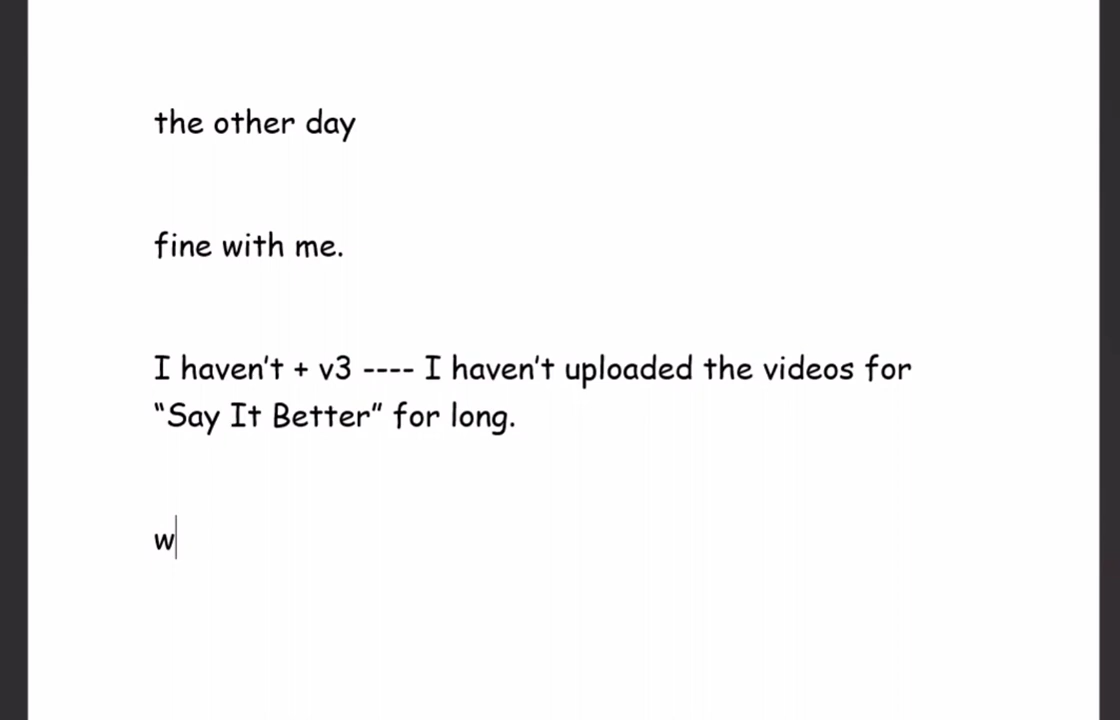 the other day
fine with me.
I haven't + v3 ---- I haven't uploaded the videos for
“Say It Better” for long.
w